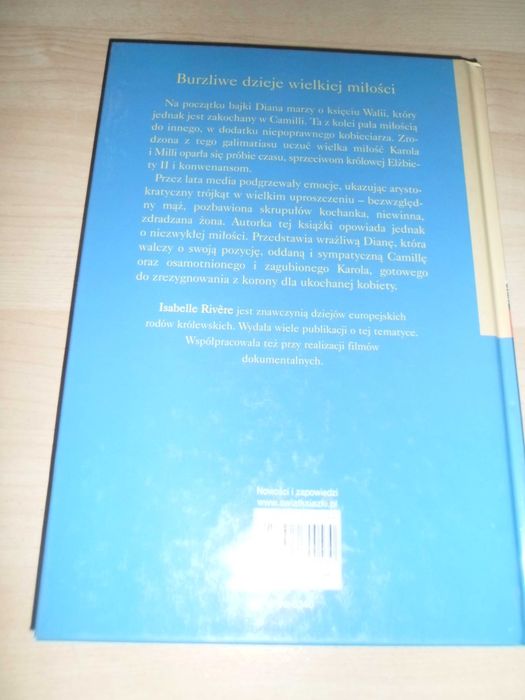 Burzliwe dzieje wielkiej miłości
Na początku bajki Diana marzy o księciu Walii, który
jednak jest zakochany w Camilli. Ta z kolei pała miłością
do innego, w dodatku niepoprawnego kobieciarza. Zro-
dzona z tego galimatiasu uczuć wielka miłość Karola
i Milli oparła się próbie czasu, sprzeciwom królowej Elżbie-
ty II i konwenansom.
Przez lata media podgrzewały emocje, ukazując arysto-
kratyczny trójkąt w wielkim uproszczeniu – bezwzględ-
ny mąż, pozbawiona skrupułów kochanka, niewinna,
zdradzana żona. Autorka tej książki opowiada jednak
o niezwykłej miłości. Przedstawia wrażliwą Dianę, która
walczy o swoją pozycję, oddaną i sympatyczną Camillę
oraz osamotnionego i zagubionego Karola, gotowego
do zrezygnowania z korony dla ukochanej kobiety.
Isabelle Rivère jest znawczynią dziejów europejskich
rodów królewskich. Wydała wiele publikacji o tej tematyce.
Współpracowała też przy realizacji filmów
dokumentalnych.
Nowości i zapowiedzi
www.swiatksiazki.pl